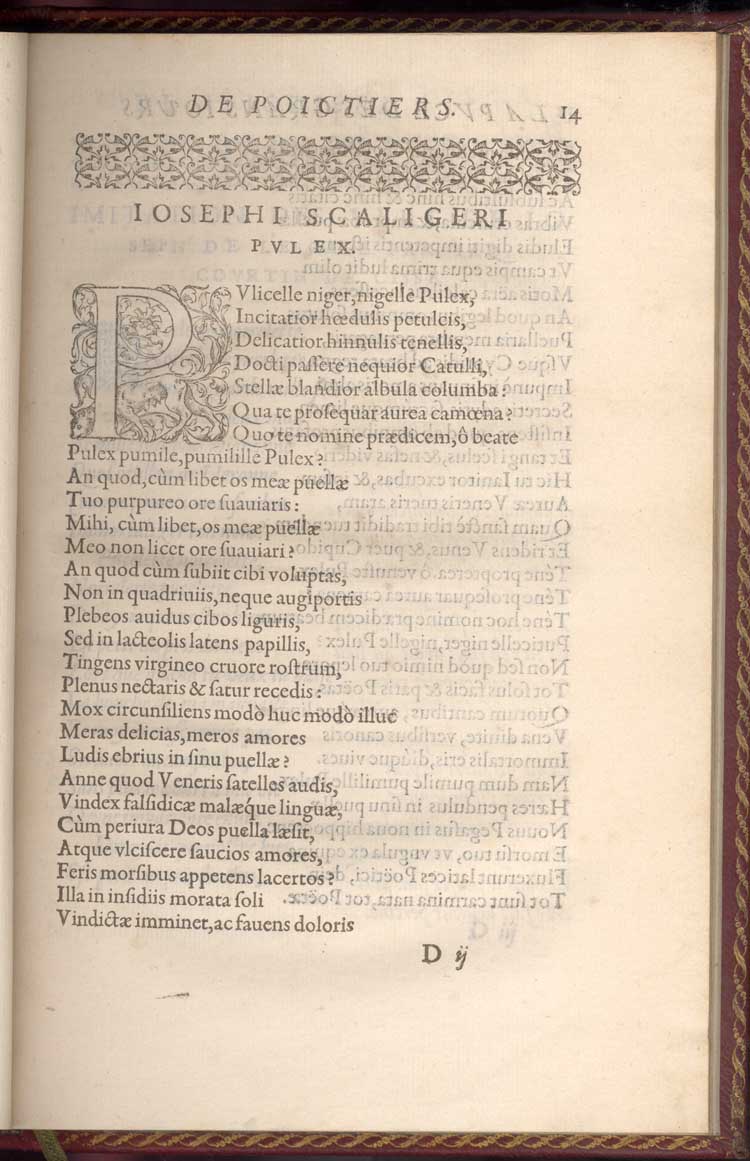 DE POICTIERS. 14
IOSEPHI SCALIGERI
PVLEX.
PVlicelle niger, nigelle Pulex,
Incitatior hœdulis petulcis,
Delicatior hinnulis tenellis,
Docti paſſere nequior Catulli,
Stellæ blandior albula columba:
Qua te proſequar aurea camœna?
Quo te nomine prædicem, ô beate
Pulex pumile, pumilille Pulex?
An quod, cùm libet os meæ puellæ
Tuo purpureo ore ſuauiaris:
Mihi, cùm libet, os meæ puellæ
Meo non licet ore ſuauiari?
An quod cùm ſubiit cibi voluptas,
Non in quadriuiis, neque augiportis
Plebeos auidus cibos liguris,
Sed in lacteolis latens papillis,
Tingens virgineo cruore roſtrum,
Plenus nectaris & ſatur recedis:
Mox circunſiliens modò huc modò illuc
Meras delicias, meros amores
Ludis ebrius in ſinu puellæ?
Anne quod Veneris ſatelles audis,
Vindex falſidicæ malæque linguæ,
Cùm periura Deos puella læſit,
Atque vlciſcere ſaucios amores,
Feris morſibus appetens lacertos?
Illa in inſidiis morata ſoli
Vindictæ imminet, ac fauens doloris
D ij